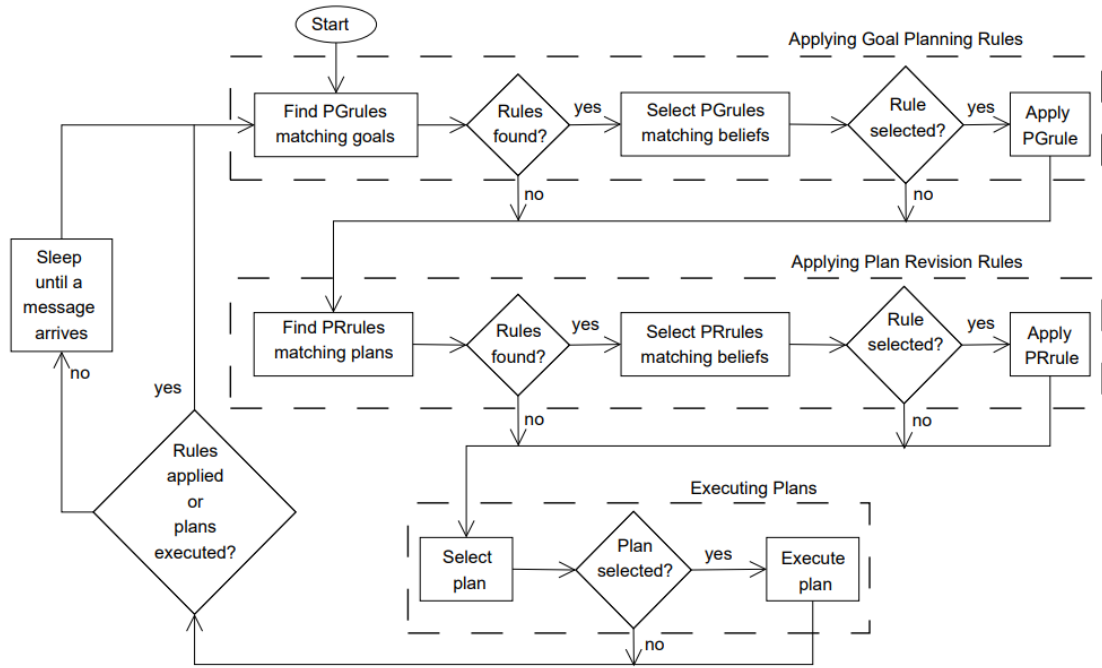 Start
Applying Goal Planning Rules
Find PGrules
matching goals
Rules
found?
yes
Select PGrules
matching beliefs
Rule
selected?
yes
Apply
PGrule
no
no
Sleep
until a
message
arrives
Applying Plan Revision Rules
Find PRrules
matching plans
Rules
found?
yes
Select PRrules
matching beliefs
Rule
selected?
yes
Apply
PRrule
no
no
no
yes
Rules
applied
or
plans
executed?
Executing Plans
Select
plan
Plan
selected?
yes
Execute
plan
no